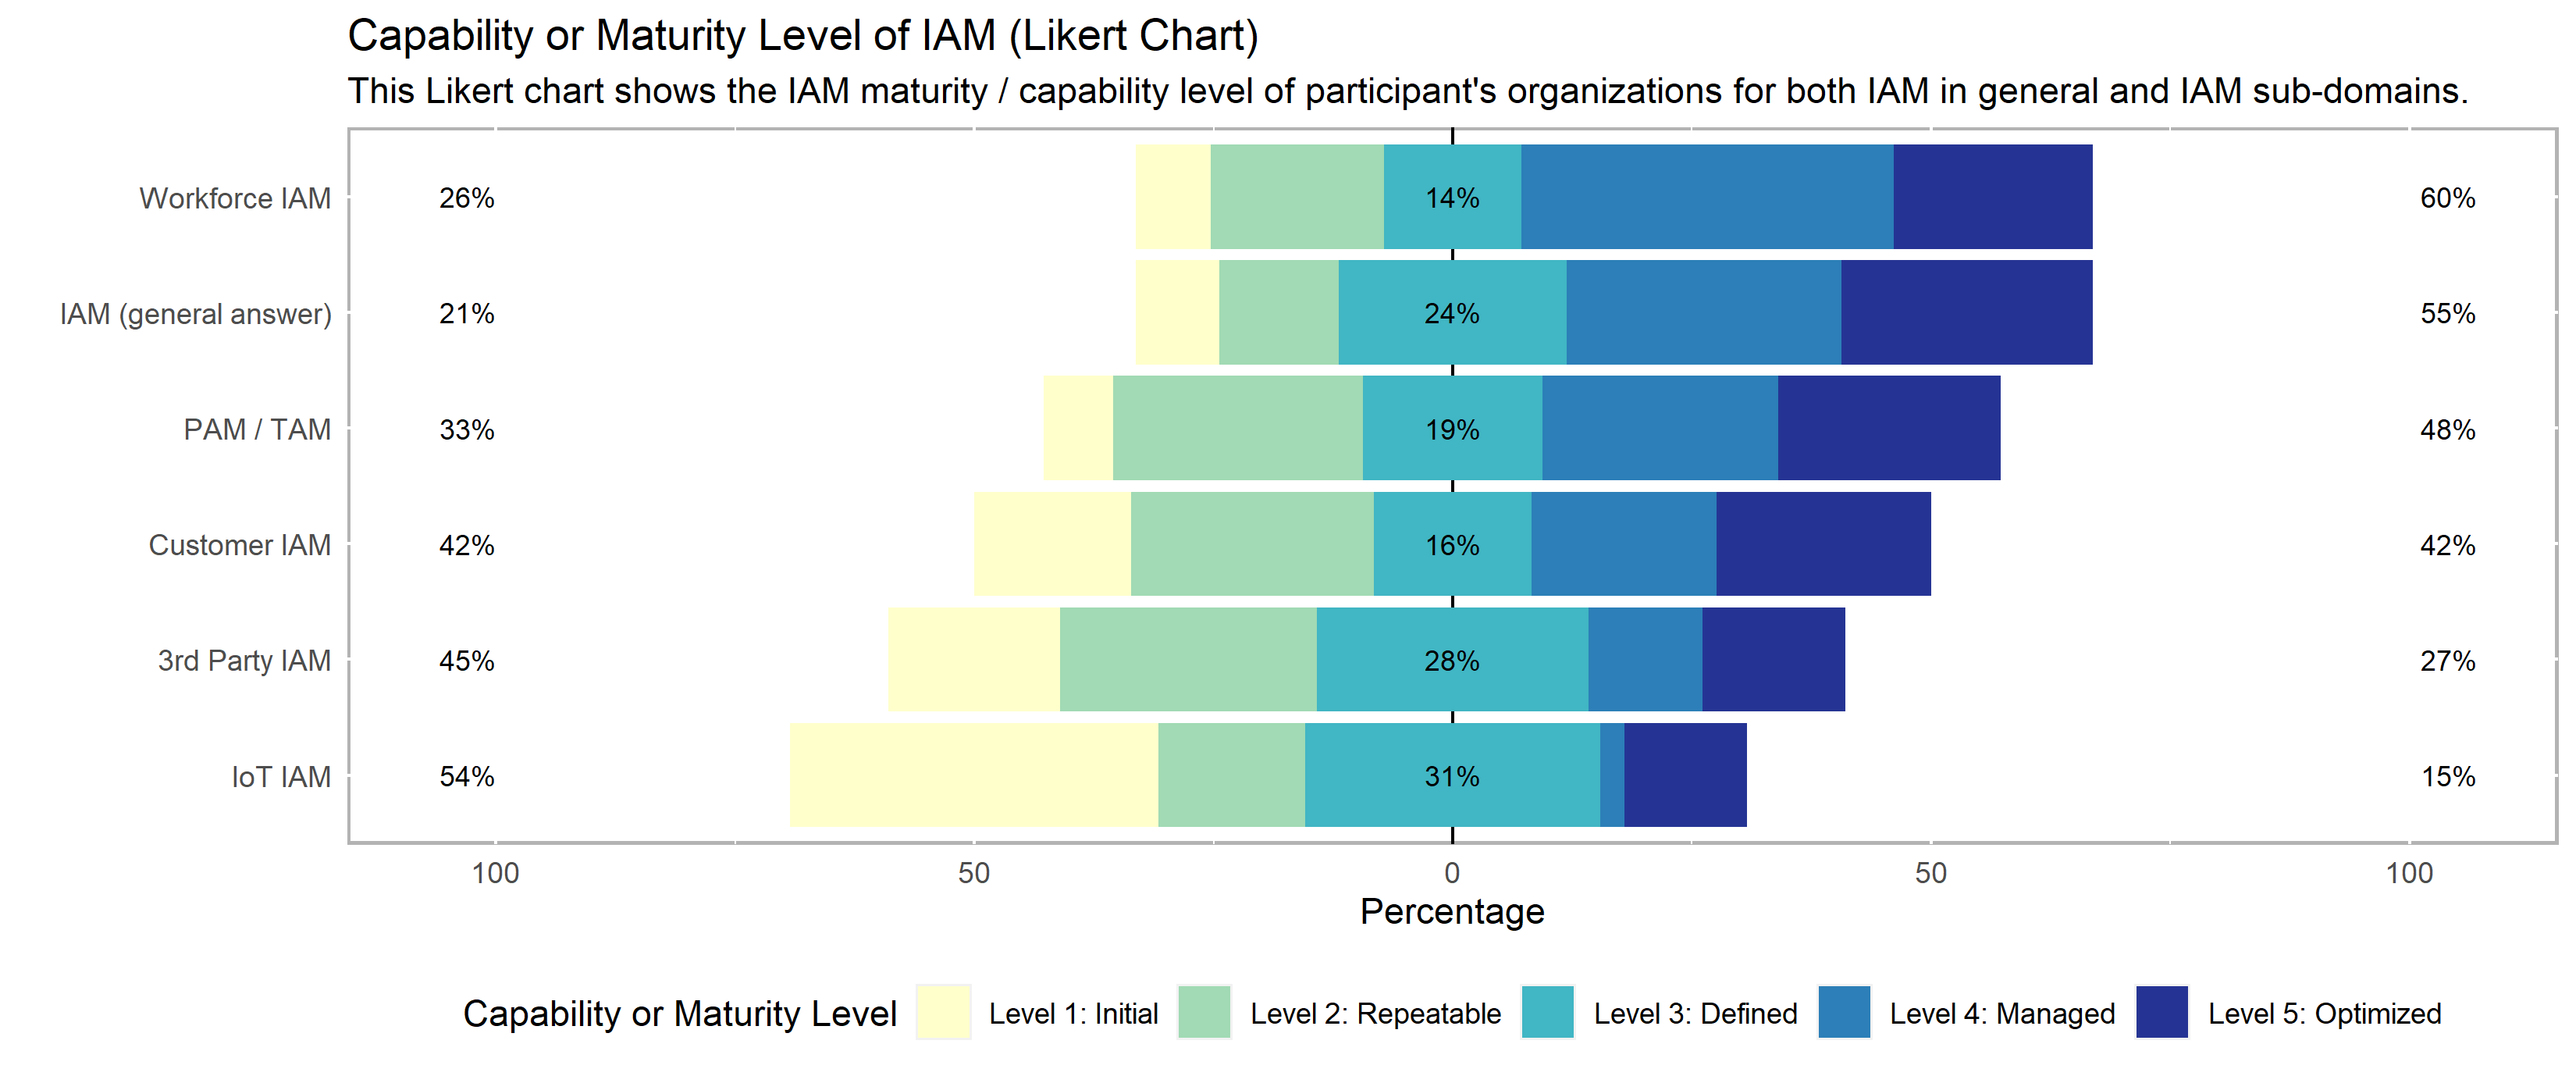 Capability or Maturity Level of IAM (Likert Chart)
This Likert chart shows the IAM maturity / capability level of participant's organizations for both IAM in general and IAM sub-domains.
Workforce IAM 26% 14% 60%
IAM (general answer) 21% 24% 55%
PAM / TAM 33% 19% 48%
Customer IAM 42% 16% 42%
3rd Party IAM 45% 28% 27%
IoT IAM 54% 31% 15%
100 50 0 50 100
Percentage
Capability or Maturity Level Level 1: Initial Level 2: Repeatable Level 3: Defined Level 4: Managed Level 5: Optimized